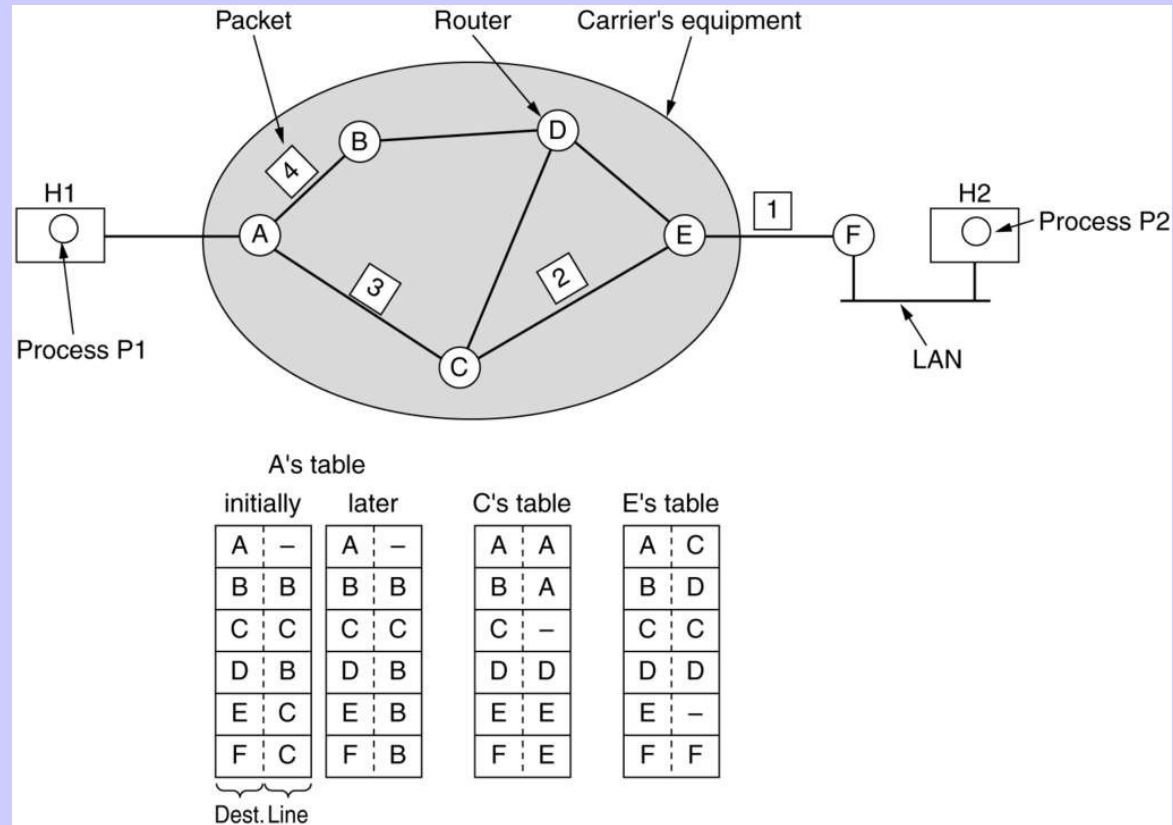 Packet Router Carrier's equipment
B D
4
H1 1 H2
A E F Process P2
3 2
Process P1 C LAN
A's table
initially later C's table E's table
A – A – A A A C
B B B B B A B D
C C C C C – C C
D B D B D D D D
E C E B E E E –
F C F B F E F F
Dest. Line